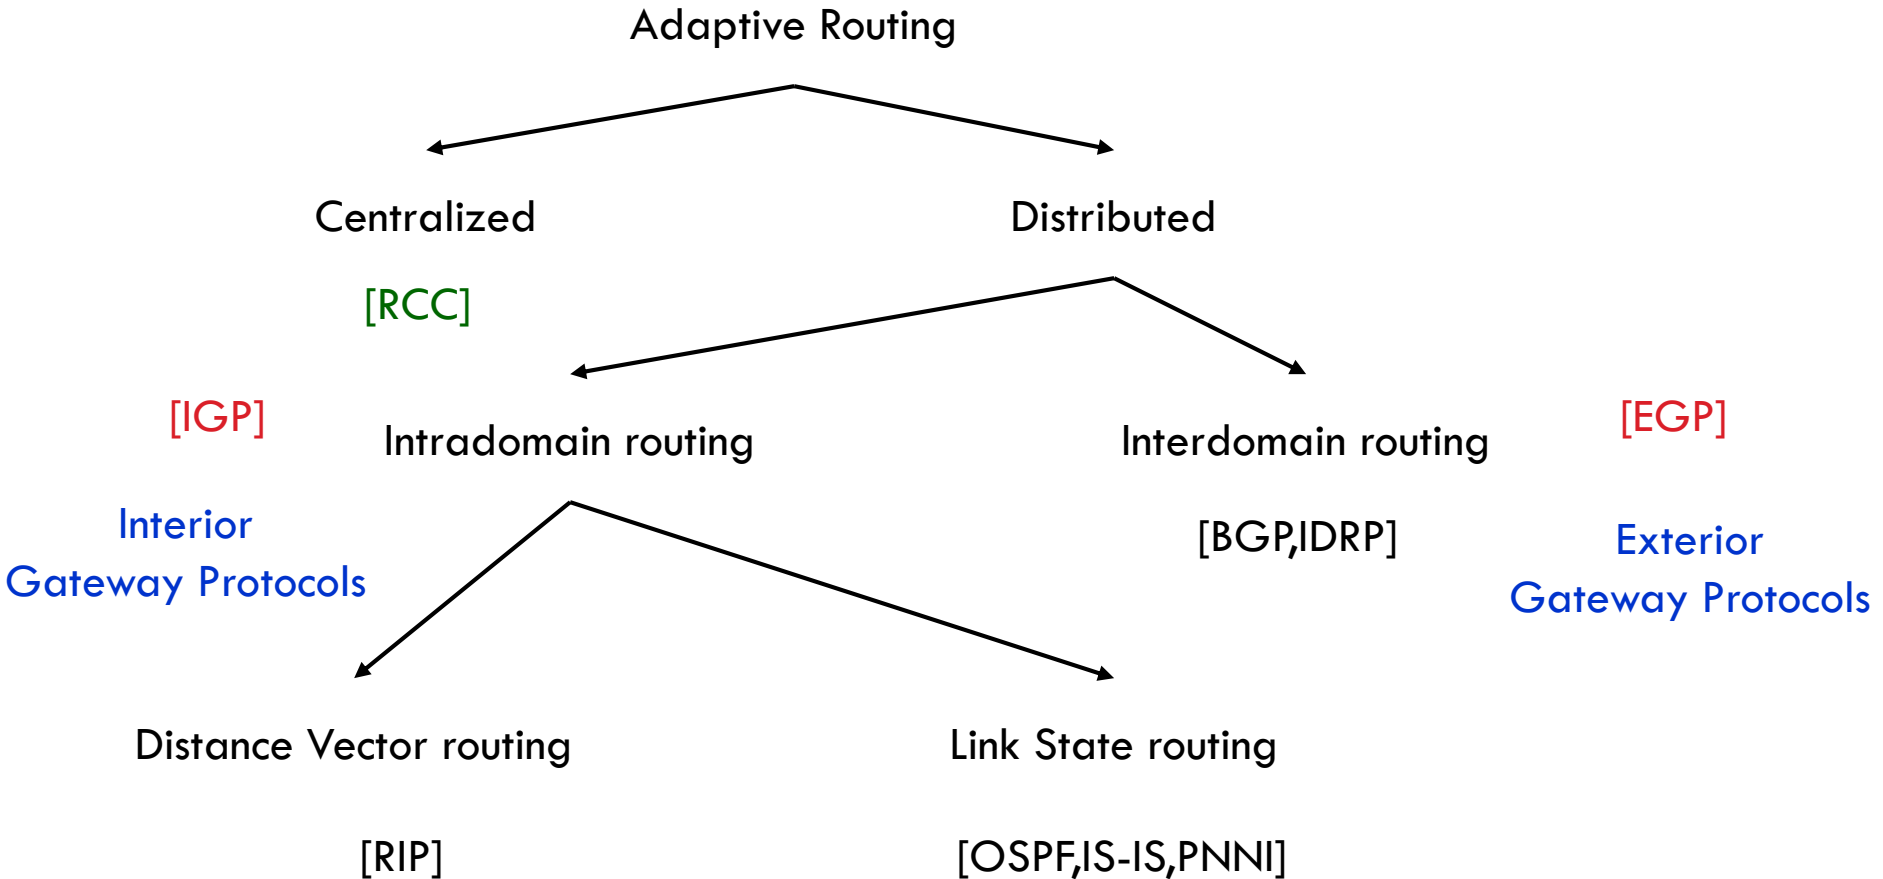 Adaptive Routing
Centralized
Distributed
[RCC]
[IGP]
Intradomain routing
Interdomain routing
[EGP]
Interior
Gateway Protocols
[BGP,IDRP]
Exterior
Gateway Protocols
Distance Vector routing
Link State routing
[RIP]
[OSPF,IS-IS,PNNI]